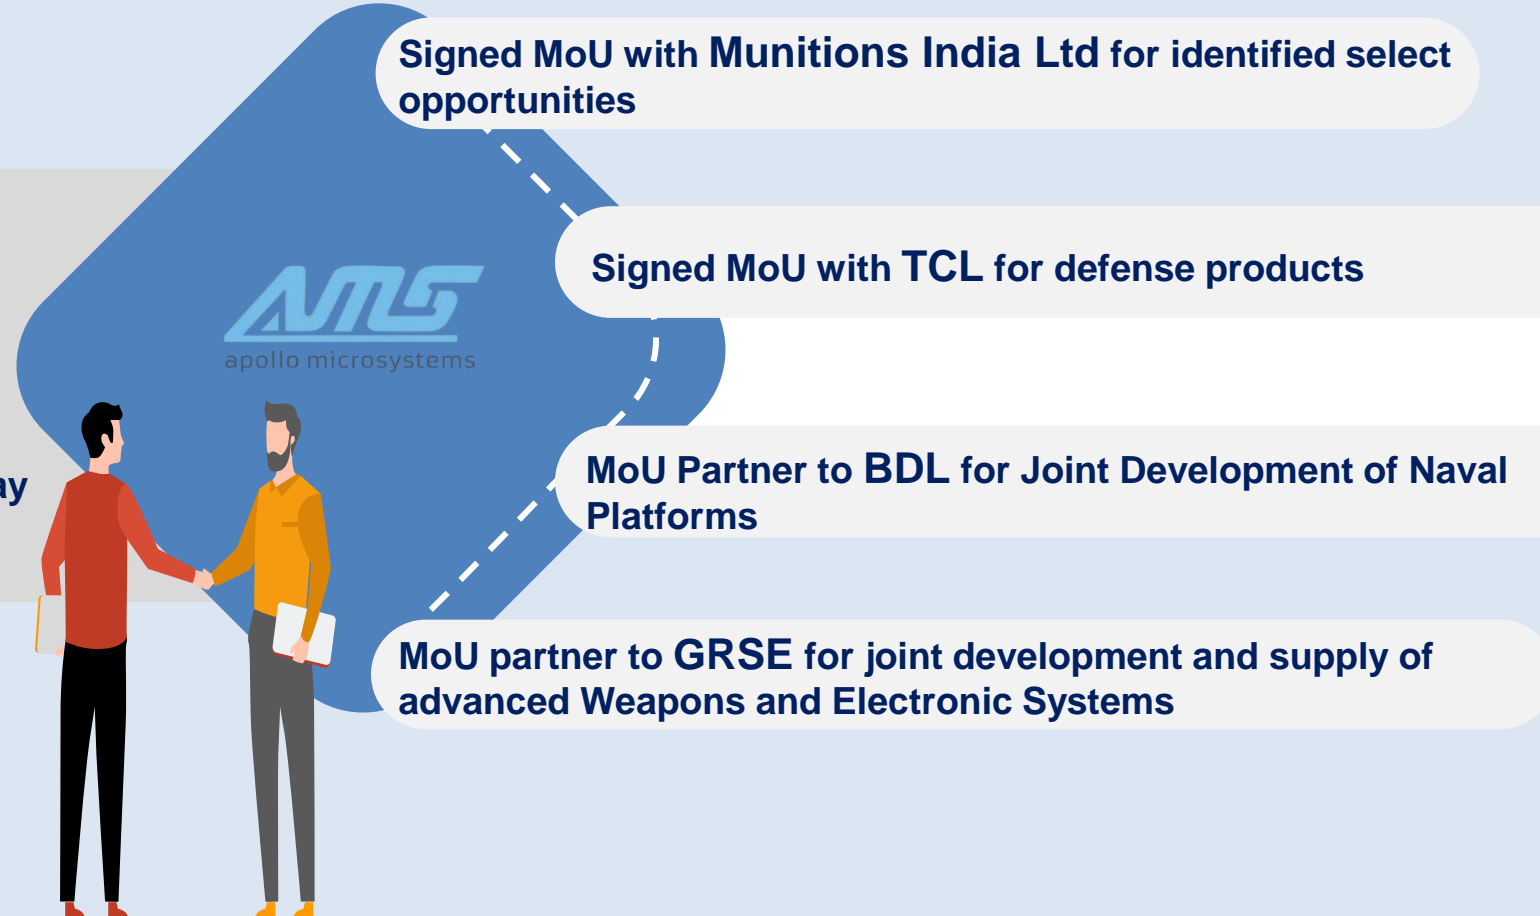 Signed MoU with Munitions India Ltd for identified select
opportunities
Signed MoU with TCL for defense products
AMS
apollo microsystems
MoU Partner to BDL for Joint Development of Naval
Platforms
MoU partner to GRSE for joint development and supply of
advanced Weapons and Electronic Systems